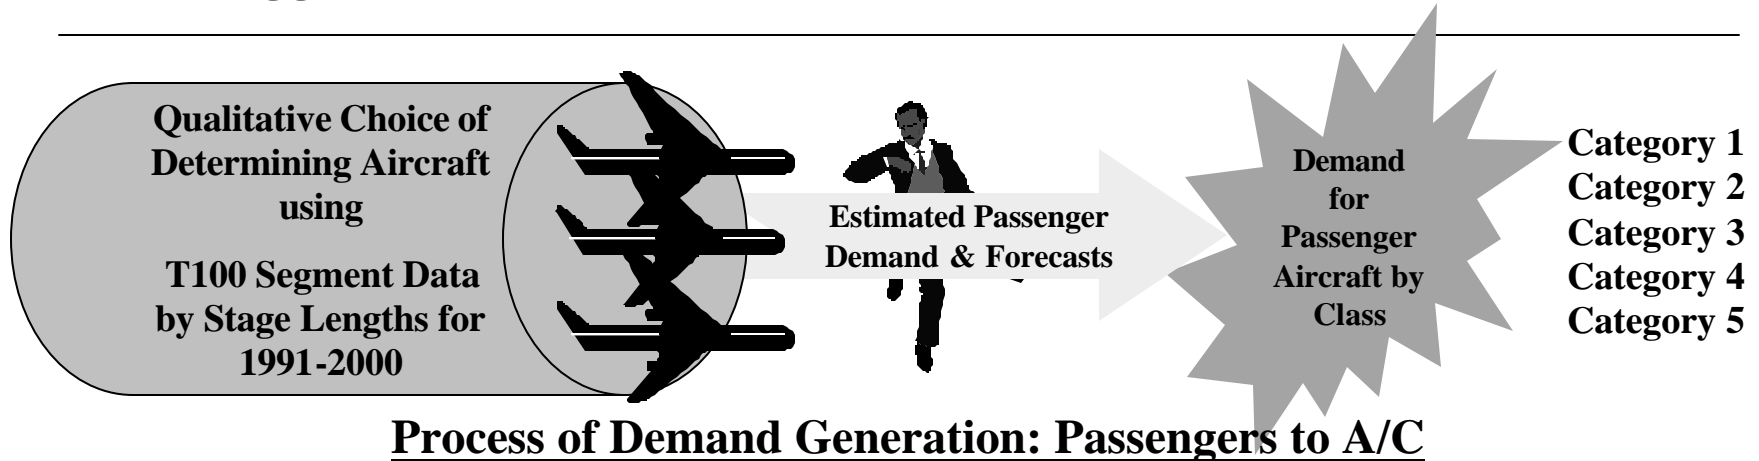 Qualitative Choice of
Determining Aircraft
using
T100 Segment Data
by Stage Lengths for
1991-2000
Estimated Passenger
Demand & Forecasts
Demand
for
Passenger
Aircraft by
Class
Category 1
Category 2
Category 3
Category 4
Category 5
Process of Demand Generation: Passengers to A/C